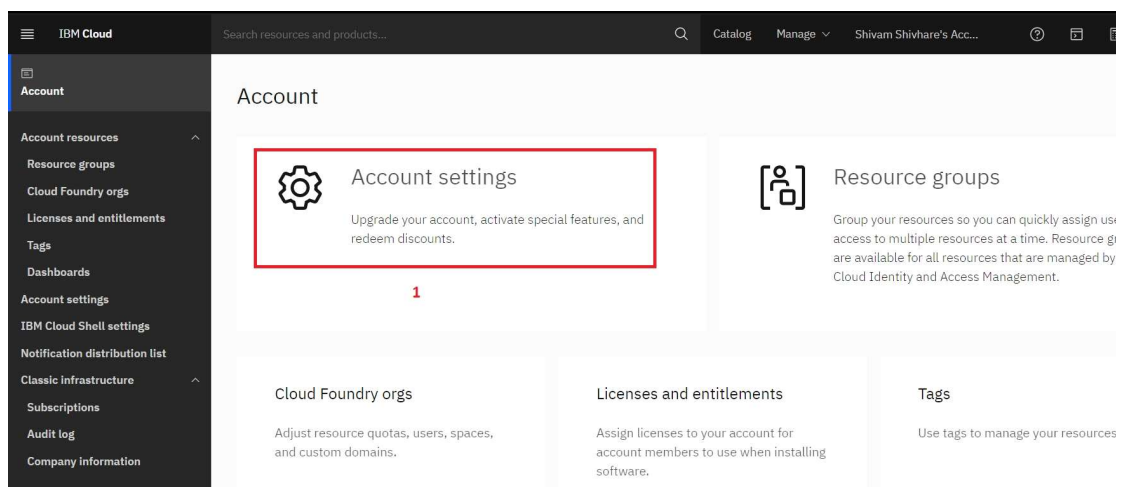 IBM Cloud
Search resources and products...
Catalog
Manage
Shivam Shivhare's Acc...
Account
Account resources
Resource groups
Cloud Foundry orgs
Licenses and entitlements
Tags
Dashboards
Account settings
IBM Cloud Shell settings
Notification distribution list
Classic infrastructure
Subscriptions
Audit log
Company information
Account
Account settings
Upgrade your account, activate special features, and
redeem discounts.
1
Resource groups
Group your resources so you can quickly assign
access to multiple resources at a time. Resource
are available for all resources that are managed by
Cloud Identity and Access Management.
Cloud Foundry orgs
Adjust resource quotas, users, spaces,
and custom domains.
Licenses and entitlements
Assign licenses to your account for
account members to use when installing
software.
Tags
Use tags to manage your resources